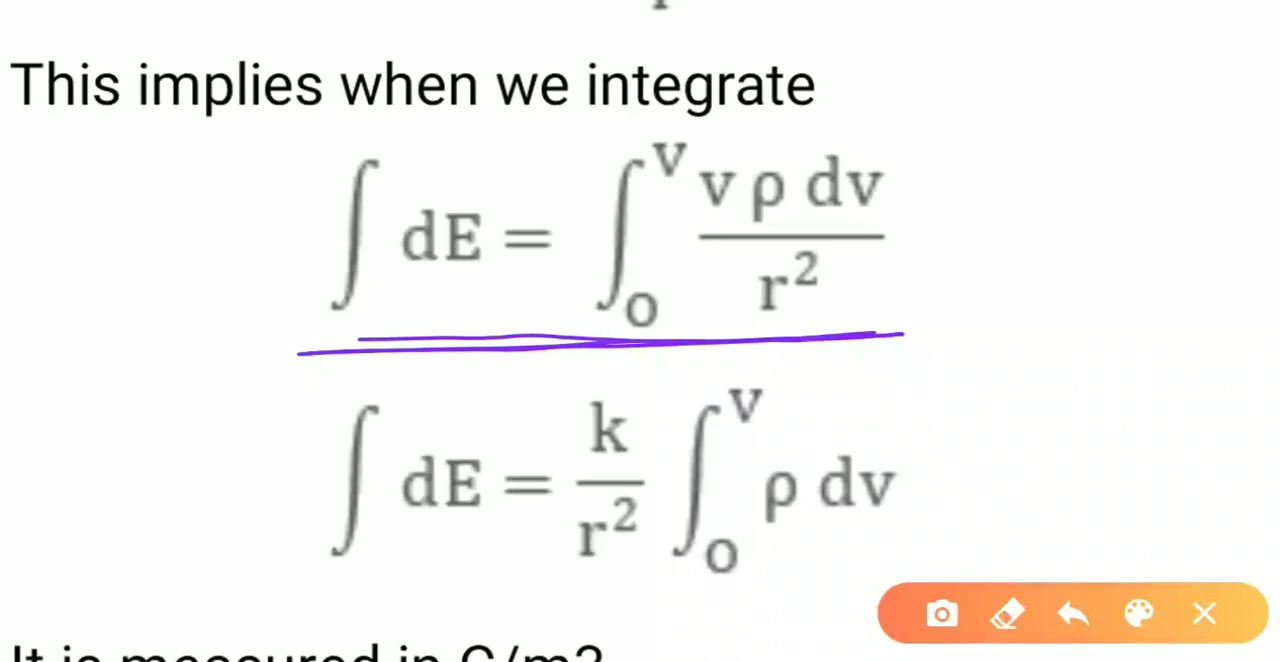 This implies when we integrate
∫ dE = ∫₀ⱽ v ρ dv / r²
∫ dE = k / r² ∫₀ⱽ ρ dv